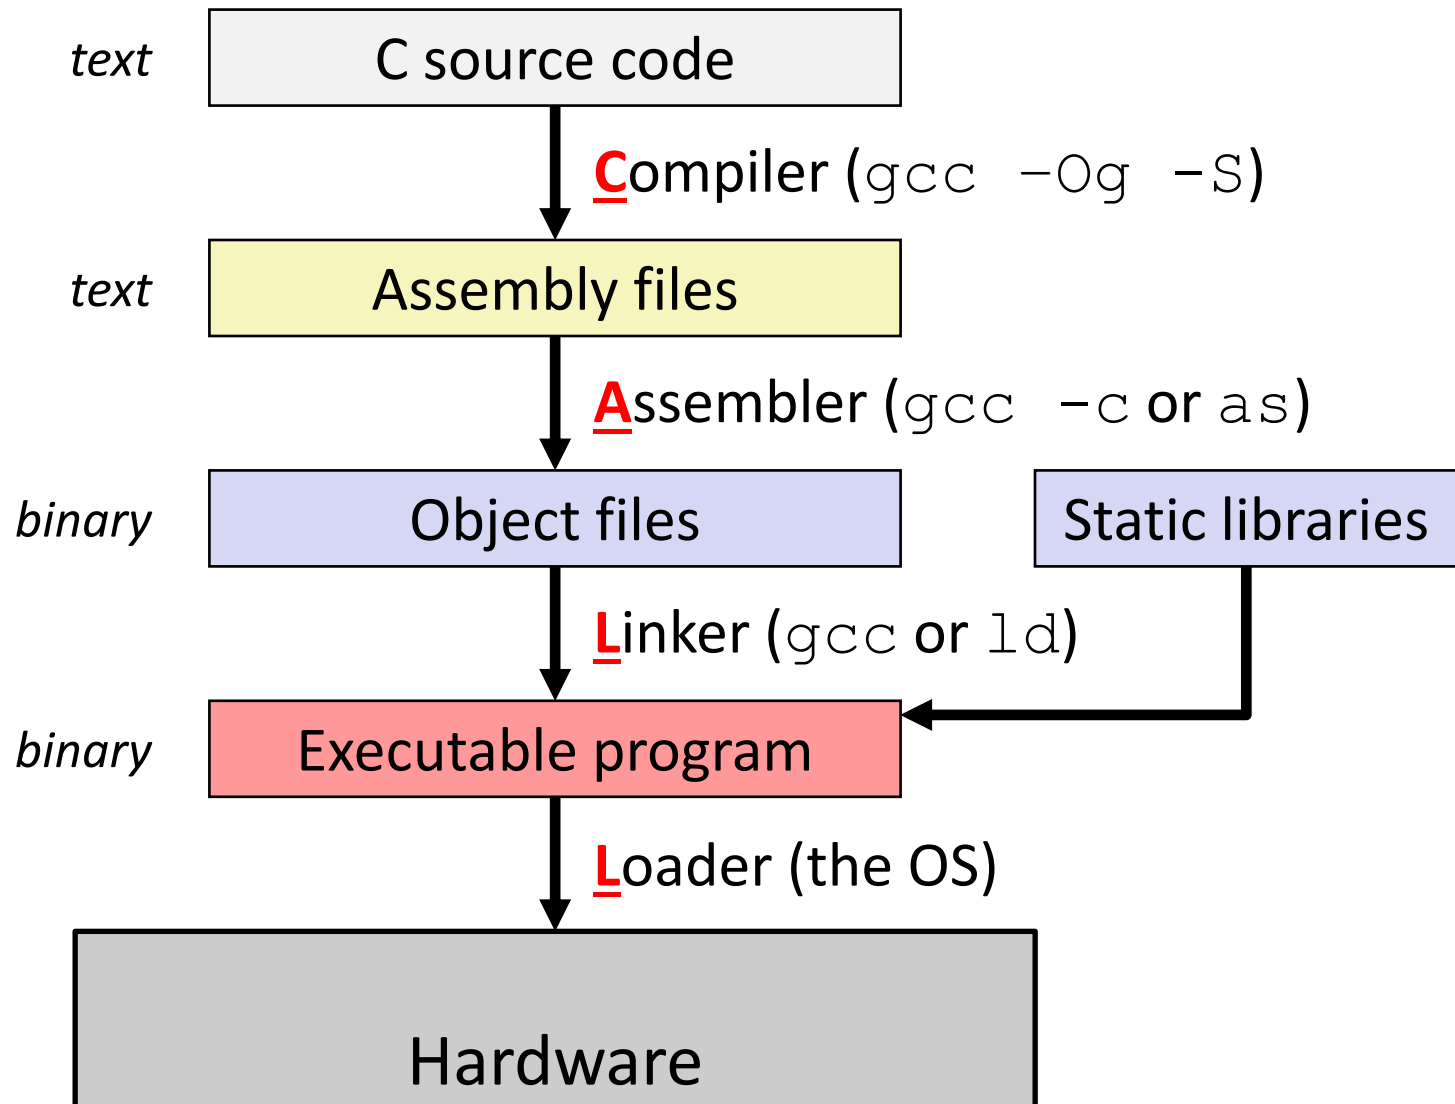 text C source code
Compiler (gcc –Og -S)
text Assembly files
Assembler (gcc -c or as)
binary Object files Static libraries
Linker (gcc or ld)
binary Executable program
Loader (the OS)
Hardware